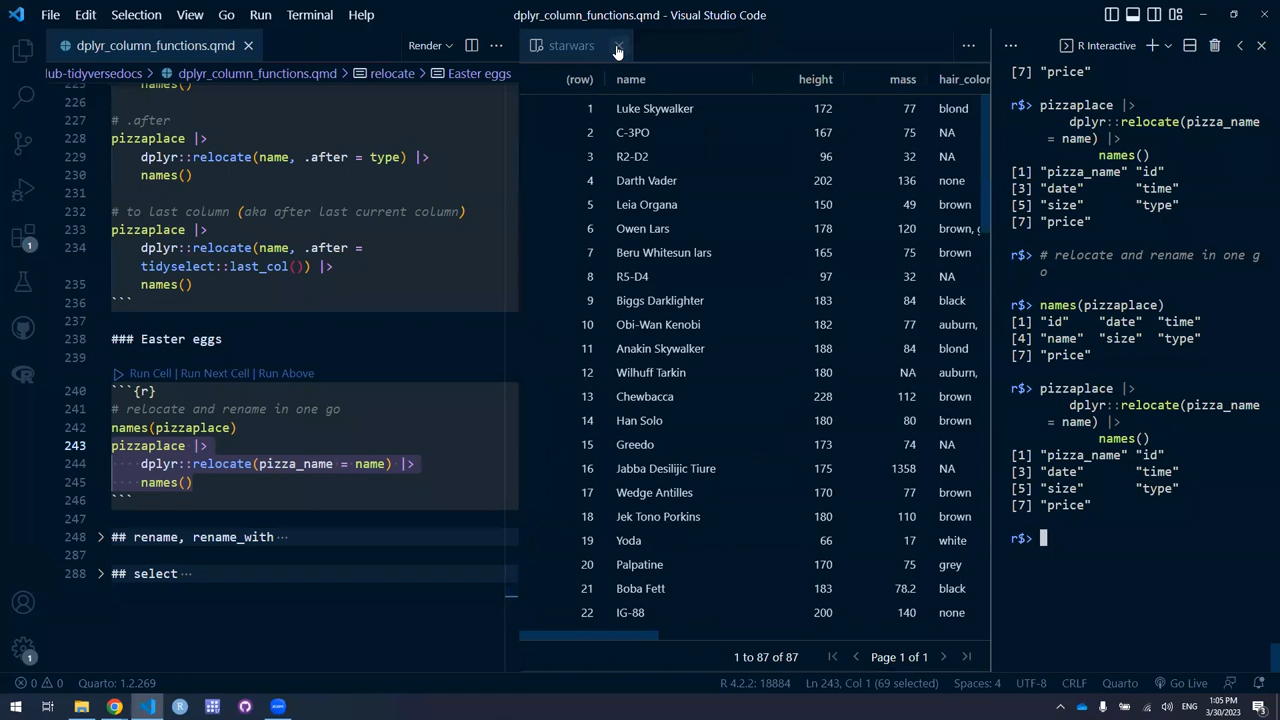 File Edit Selection View Go Run Terminal Help
dplyr_column_functions.qmd - Visual Studio Code
dplyr_column_functions.qmd
Render
lub-tidyversedocs > dplyr_column_functions.qmd > relocate > Easter eggs
225 names()
226
227 # .after
228 pizzaplace |>
229 dplyr::relocate(name, .after = type) |>
230 names()
231
232 # to last column (aka after last current column)
233 pizzaplace |>
234 dplyr::relocate(name, .after =
tidyselect::last_col()) |>
235 names()
236 ```
237
238 ### Easter eggs
239
Run Cell | Run Next Cell | Run Above
240 ```{r}
241 # relocate and rename in one go
242 names(pizzaplace)
243 pizzaplace |>
244 dplyr::relocate(pizza_name = name) |>
245 names()
246 ```
247
248 > ## rename, rename_with ...
287
288 > ## select ...
1
1
starwars
(row) name height mass hair_color
1 Luke Skywalker 172 77 blond
2 C-3PO 167 75 NA
3 R2-D2 96 32 NA
4 Darth Vader 202 136 none
5 Leia Organa 150 49 brown
6 Owen Lars 178 120 brown, g
7 Beru Whitesun lars 165 75 brown
8 R5-D4 97 32 NA
9 Biggs Darklighter 183 84 black
10 Obi-Wan Kenobi 182 77 auburn,
11 Anakin Skywalker 188 84 blond
12 Wilhuff Tarkin 180 NA auburn,
13 Chewbacca 228 112 brown
14 Han Solo 180 80 brown
15 Greedo 173 74 NA
16 Jabba Desilijic Tiure 175 1358 NA
17 Wedge Antilles 170 77 brown
18 Jek Tono Porkins 180 110 brown
19 Yoda 66 17 white
20 Palpatine 170 75 grey
21 Boba Fett 183 78.2 black
22 IG-88 200 140 none
1 to 87 of 87 Page 1 of 1
R Interactive
[7] "price"
r$> pizzaplace |>
dplyr::relocate(pizza_name
= name) |>
names()
[1] "pizza_name" "id"
[3] "date" "time"
[5] "size" "type"
[7] "price"
r$> # relocate and rename in one g
o
r$> names(pizzaplace)
[1] "id" "date" "time"
[4] "name" "size" "type"
[7] "price"
r$> pizzaplace |>
dplyr::relocate(pizza_name
= name) |>
names()
[1] "pizza_name" "id"
[3] "date" "time"
[5] "size" "type"
[7] "price"
r$>
0 0 Quarto: 1.2.269 R 4.2.2: 18884 Ln 243, Col 1 (69 selected) Spaces: 4 UTF-8 CRLF Quarto Go Live
ENG
1:05 PM
3/30/2023